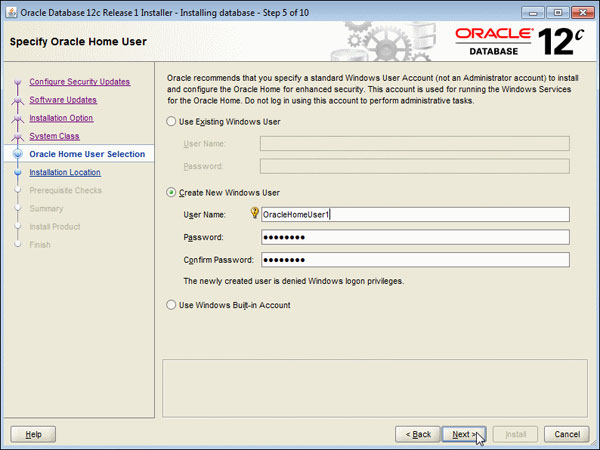 Oracle Database 12c Release 1 Installer - Installing database - Step 5 of 10
Specify Oracle Home User
ORACLE
DATABASE
12c
Configure Security Updates
Software Updates
Installation Option
System Class
Oracle Home User Selection
Installation Location
Prerequisite Checks
Summary
Install Product
Finish
Oracle recommends that you specify a standard Windows User Account (not an Administrator account) to install
and configure the Oracle Home for enhanced security. This account is used for running the Windows Services
for the Oracle Home. Do not log in using this account to perform administrative tasks.
Use Existing Windows User
User Name:
Password:
Create New Windows User
User Name: OracleHomeUser1
Password: ●●●●●●●●
Confirm Password: ●●●●●●●●
The newly created user is denied Windows logon privileges.
Use Windows Built-in Account
Help
< Back
Next >
Install
Cancel